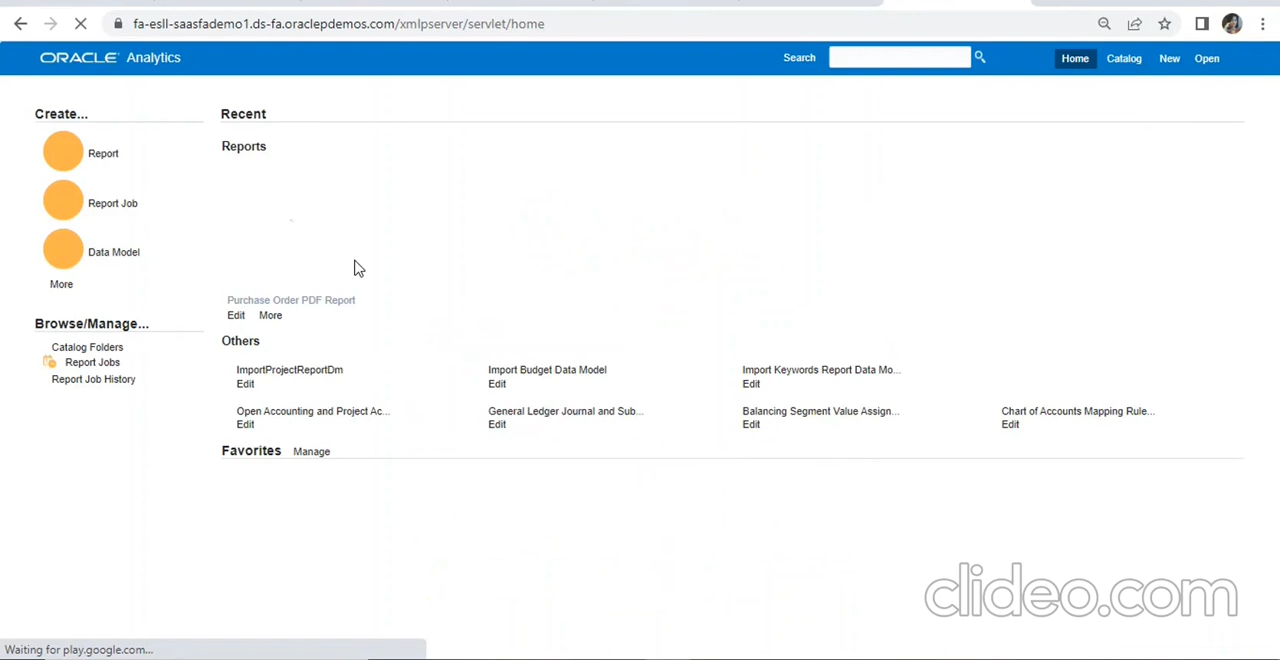 fa-esll-saasfademo1.ds-fa.oraclepdemos.com/xmlpserver/servlet/home
ORACLE Analytics
Search
Home Catalog New Open
Create...
Report
Report Job
Data Model
More
Browse/Manage...
Catalog Folders
Report Jobs
Report Job History
Recent
Reports
Purchase Order PDF Report
Edit More
Others
ImportProjectReportDm
Edit
Import Budget Data Model
Edit
Import Keywords Report Data Mo...
Edit
Open Accounting and Project Ac...
Edit
General Ledger Journal and Sub...
Edit
Balancing Segment Value Assign...
Edit
Chart of Accounts Mapping Rule...
Edit
Favorites Manage
clideo.com
Waiting for play.google.com...